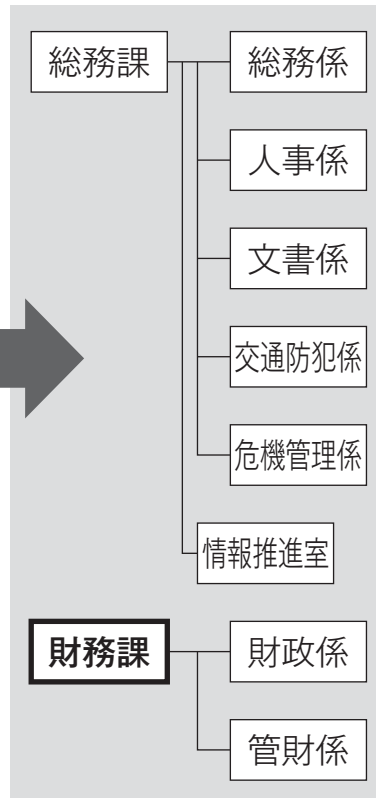 総務課
総務係
人事係
文書係
交通防犯係
危機管理係
情報推進室
財務課
財政係
管財係